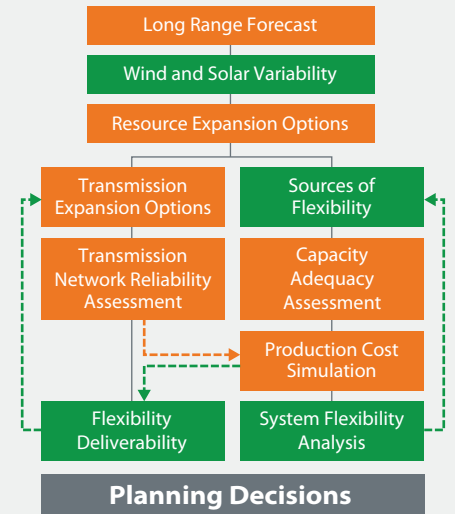 Long Range Forecast
Wind and Solar Variability
Resource Expansion Options
Transmission
Expansion Options
Sources of
Flexibility
Transmission
Network Reliability
Assessment
Capacity
Adequacy
Assessment
Production Cost
Simulation
Flexibility
Deliverability
System Flexibility
Analysis
Planning Decisions